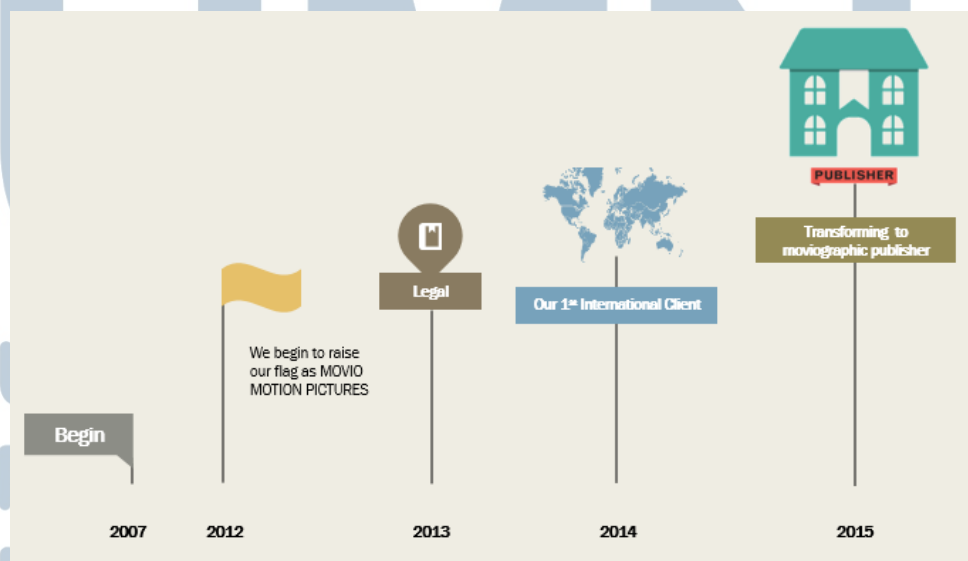 PUBLISHER
Transforming to
moviographic publisher
Legal
Our 1st International Client
We begin to raise
our flag as MOVIO
MOTION PICTURES
Begin
2007
2012
2013
2014
2015